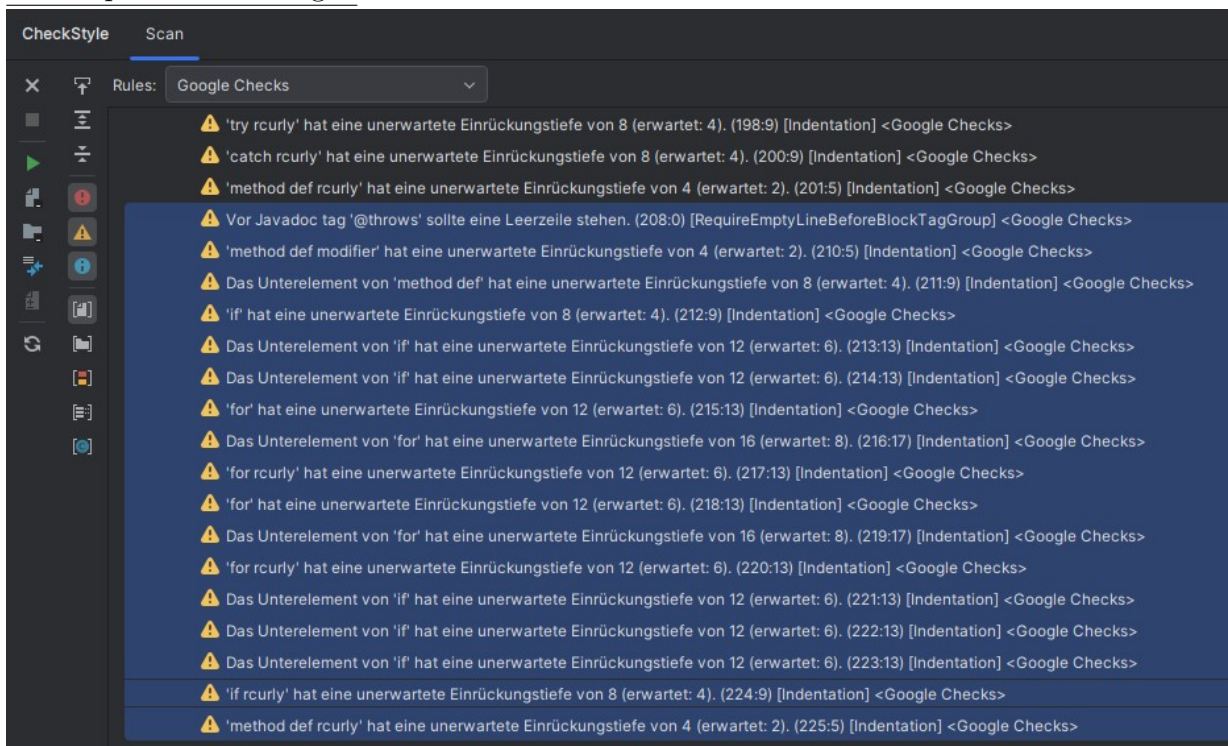 CheckStyle Scan
Rules: Google Checks
'try rcurly' hat eine unerwartete Einrückungstiefe von 8 (erwartet: 4). (198:9) [Indentation] <Google Checks>
'catch rcurly' hat eine unerwartete Einrückungstiefe von 8 (erwartet: 4). (200:9) [Indentation] <Google Checks>
'method def rcurly' hat eine unerwartete Einrückungstiefe von 4 (erwartet: 2). (201:5) [Indentation] <Google Checks>
Vor Javadoc tag '@throws' sollte eine Leerzeile stehen. (208:0) [RequireEmptyLineBeforeBlockTagGroup] <Google Checks>
'method def modifier' hat eine unerwartete Einrückungstiefe von 4 (erwartet: 2). (210:5) [Indentation] <Google Checks>
Das Unterelement von 'method def' hat eine unerwartete Einrückungstiefe von 8 (erwartet: 4). (211:9) [Indentation] <Google Checks>
'if' hat eine unerwartete Einrückungstiefe von 8 (erwartet: 4). (212:9) [Indentation] <Google Checks>
Das Unterelement von 'if' hat eine unerwartete Einrückungstiefe von 12 (erwartet: 6). (213:13) [Indentation] <Google Checks>
Das Unterelement von 'if' hat eine unerwartete Einrückungstiefe von 12 (erwartet: 6). (214:13) [Indentation] <Google Checks>
'for' hat eine unerwartete Einrückungstiefe von 12 (erwartet: 6). (215:13) [Indentation] <Google Checks>
Das Unterelement von 'for' hat eine unerwartete Einrückungstiefe von 16 (erwartet: 8). (216:17) [Indentation] <Google Checks>
'for rcurly' hat eine unerwartete Einrückungstiefe von 12 (erwartet: 6). (217:13) [Indentation] <Google Checks>
'for' hat eine unerwartete Einrückungstiefe von 12 (erwartet: 6). (218:13) [Indentation] <Google Checks>
Das Unterelement von 'for' hat eine unerwartete Einrückungstiefe von 16 (erwartet: 8). (219:17) [Indentation] <Google Checks>
'for rcurly' hat eine unerwartete Einrückungstiefe von 12 (erwartet: 6). (220:13) [Indentation] <Google Checks>
Das Unterelement von 'if' hat eine unerwartete Einrückungstiefe von 12 (erwartet: 6). (221:13) [Indentation] <Google Checks>
Das Unterelement von 'if' hat eine unerwartete Einrückungstiefe von 12 (erwartet: 6). (222:13) [Indentation] <Google Checks>
Das Unterelement von 'if' hat eine unerwartete Einrückungstiefe von 12 (erwartet: 6). (223:13) [Indentation] <Google Checks>
'if rcurly' hat eine unerwartete Einrückungstiefe von 8 (erwartet: 4). (224:9) [Indentation] <Google Checks>
'method def rcurly' hat eine unerwartete Einrückungstiefe von 4 (erwartet: 2). (225:5) [Indentation] <Google Checks>